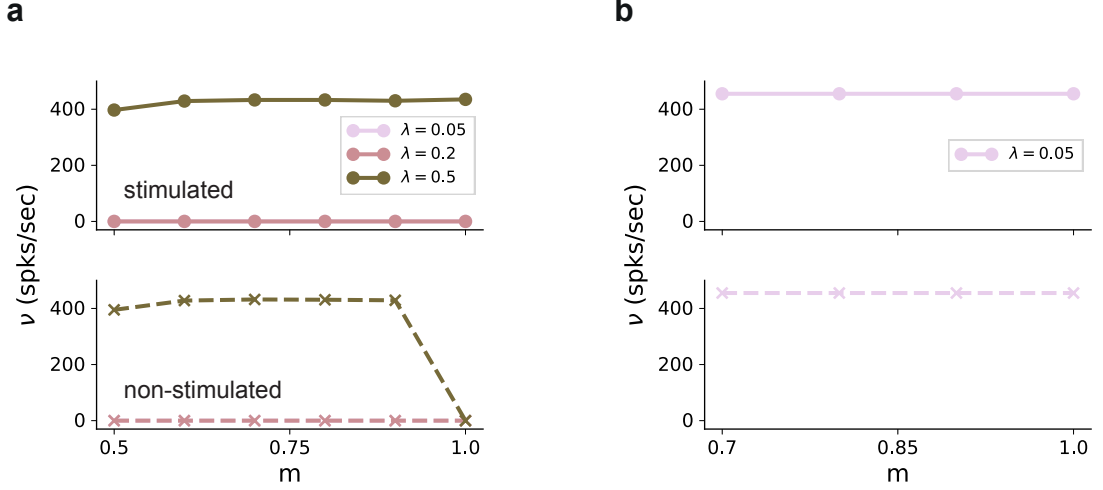 a
400
200
0
ν (spks/sec)
stimulated
λ = 0.05
λ = 0.2
λ = 0.5
400
200
0
non-stimulated
0.5
0.75
1.0
m
b
400
200
0
ν (spks/sec)
λ = 0.05
400
200
0
0.7
0.85
1.0
m